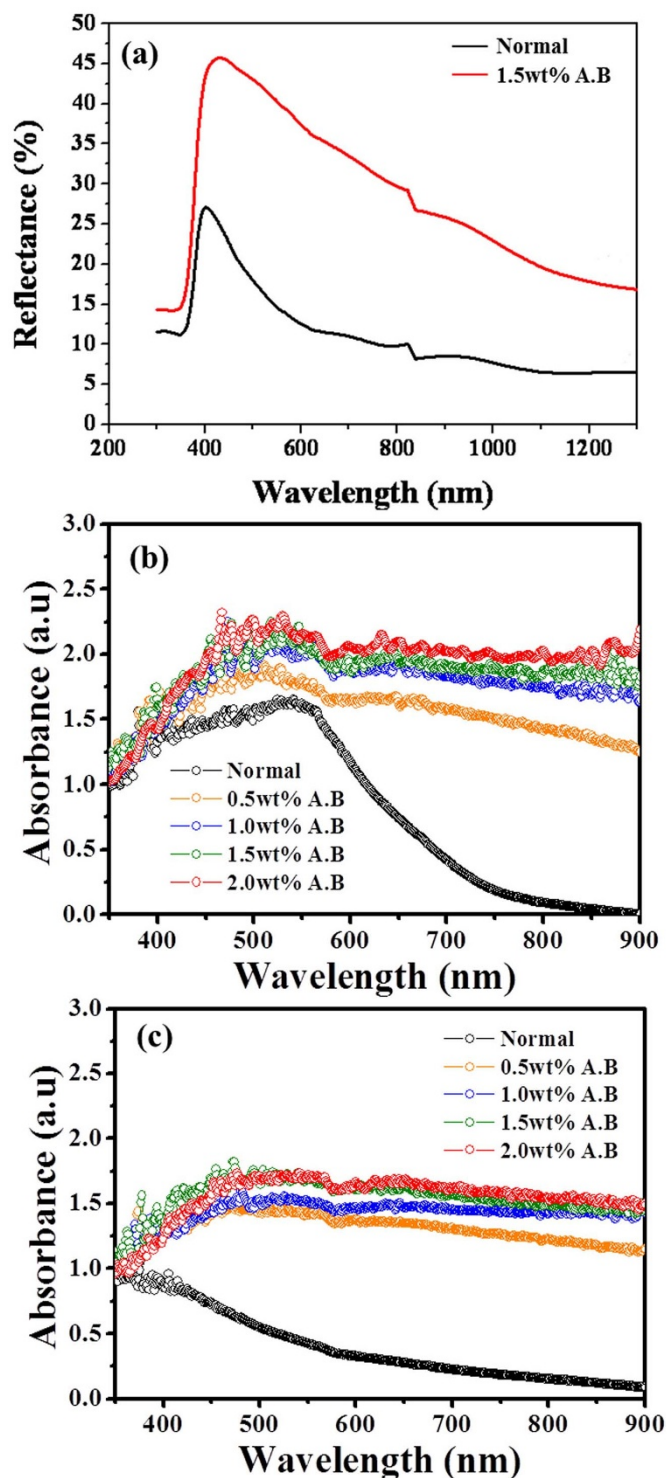 (a)
Normal
1.5wt% A.B
Reflectance (%)
50
45
40
35
30
25
20
15
10
5
0
200 400 600 800 1000 1200
Wavelength (nm)
(b)
3.0
2.5
2.0
1.5
1.0
0.5
0.0
Absorbance (a.u)
Normal
0.5wt% A.B
1.0wt% A.B
1.5wt% A.B
2.0wt% A.B
400 500 600 700 800 900
Wavelength (nm)
(c)
3.0
2.5
2.0
1.5
1.0
0.5
0.0
Absorbance (a.u)
Normal
0.5wt% A.B
1.0wt% A.B
1.5wt% A.B
2.0wt% A.B
400 500 600 700 800 900
Wavelength (nm)